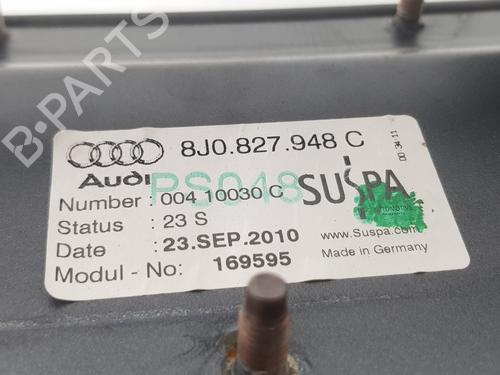 B-PARTS
8J0.827.948 C
Audi
PS048
SUSPA
Number : 004 10030 C
Status : 23 S
Date : 23.SEP.2010
www.Suspa.com
Modul - No: 169595
Made in Germany